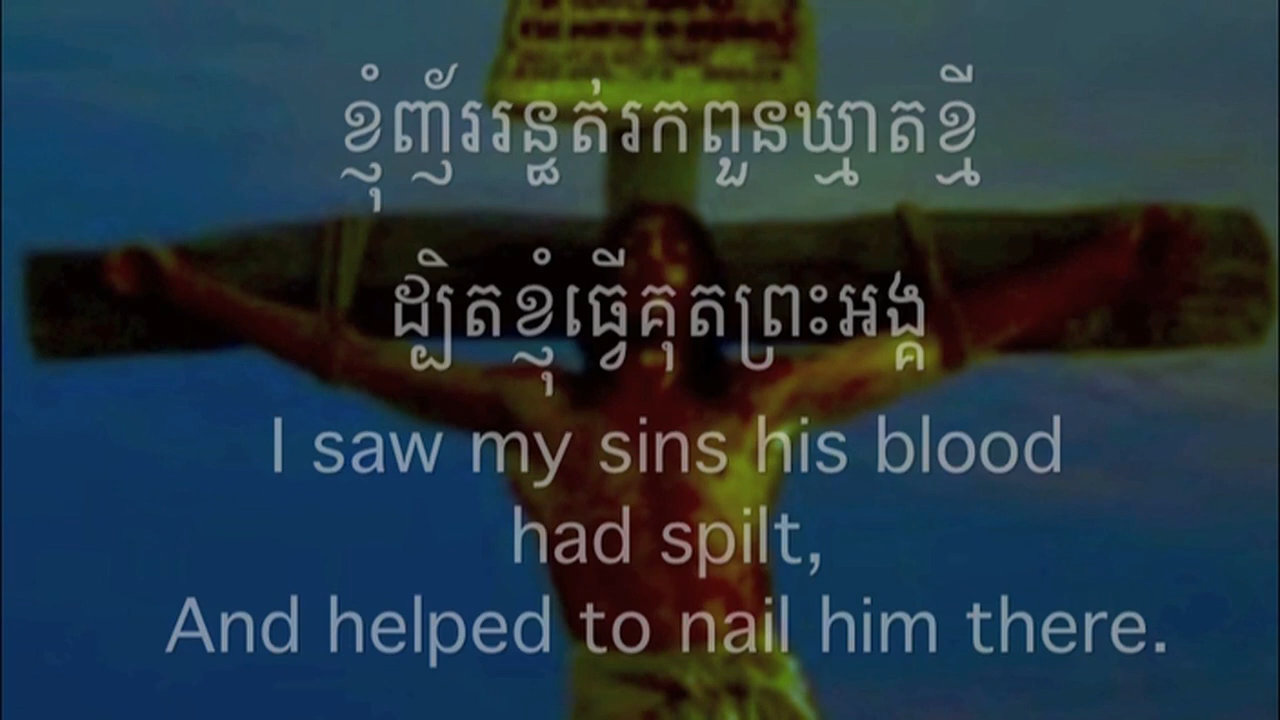 ខ្ញុំញ័ររន្ធត់រកពួនឃ្មាតខ្មី
ដ្បិតខ្ញុំធ្វើគុតព្រះអង្គ
I saw my sins his blood
had spilt,
And helped to nail him there.